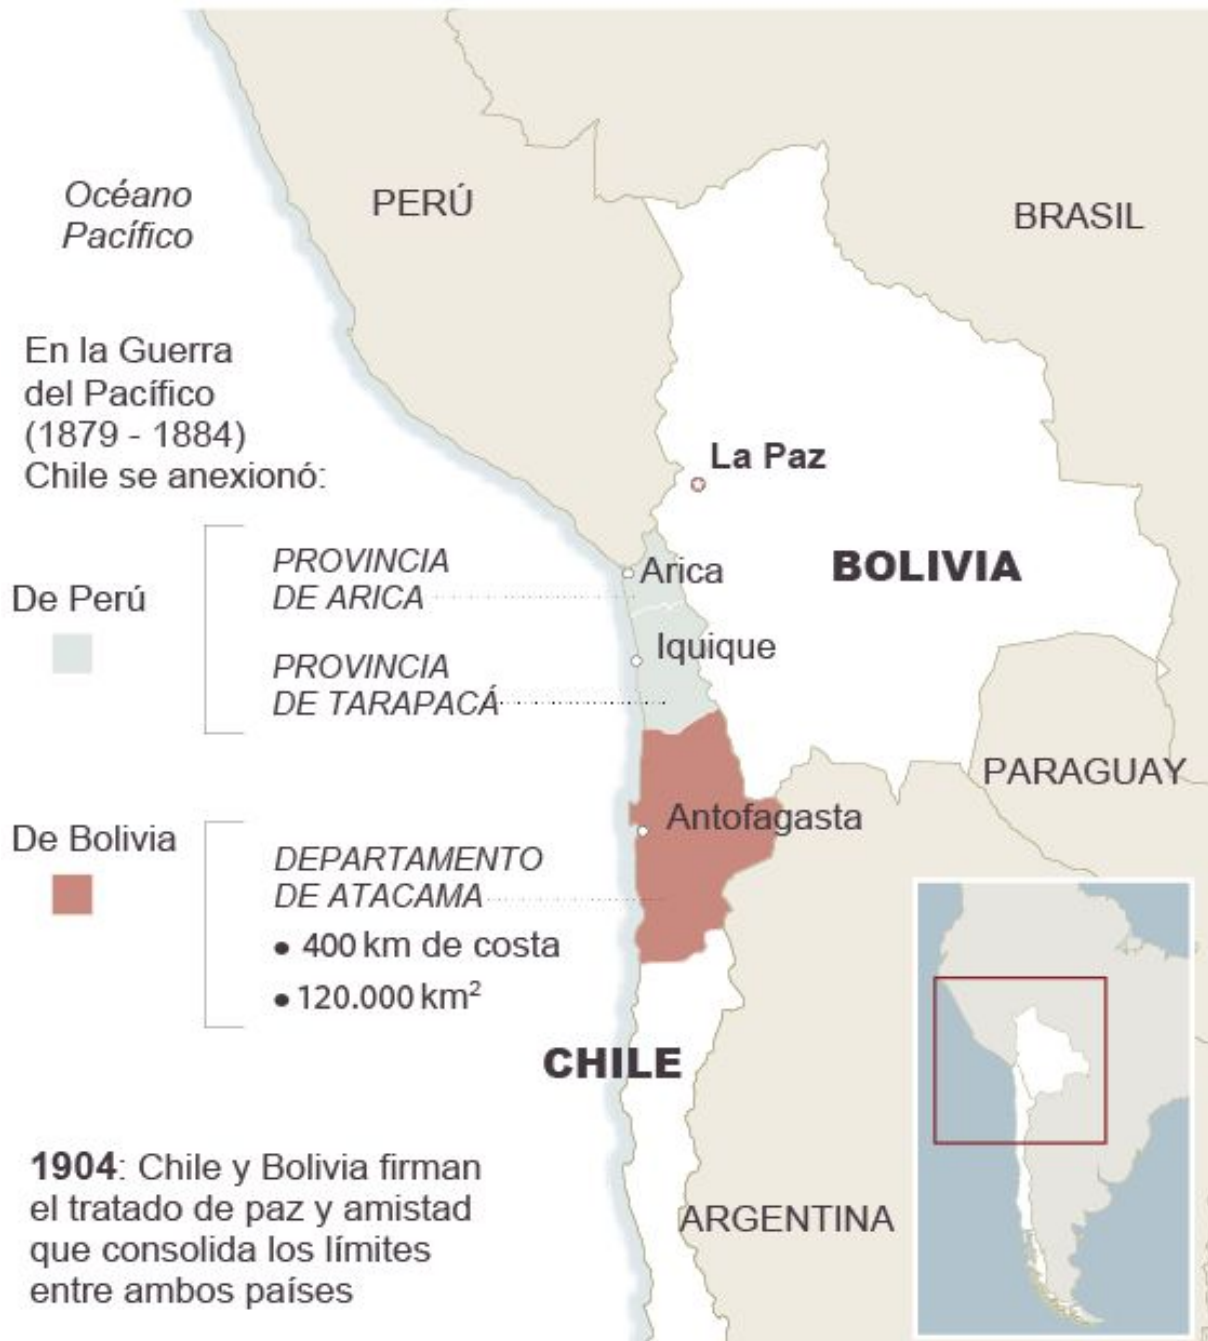 Océano
Pacífico
PERÚ
BRASIL
En la Guerra
del Pacífico
(1879 - 1884)
Chile se anexionó:
La Paz
BOLIVIA
De Perú
PROVINCIA
DE ARICA
PROVINCIA
DE TARAPACÁ
Arica
Iquique
PARAGUAY
De Bolivia
DEPARTAMENTO
DE ATACAMA
• 400 km de costa
• 120.000 km²
Antofagasta
CHILE
ARGENTINA
1904: Chile y Bolivia firman
el tratado de paz y amistad
que consolida los límites
entre ambos países